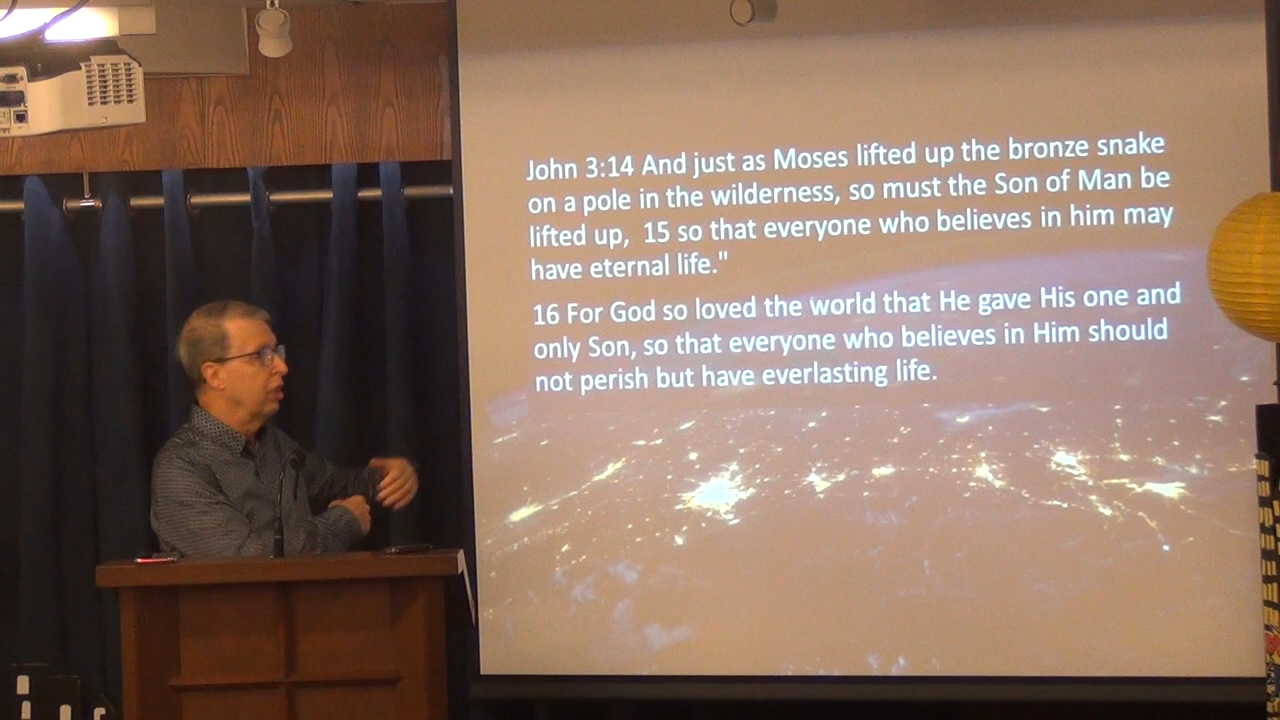 John 3:14 And just as Moses lifted up the bronze snake
on a pole in the wilderness, so must the Son of Man be
lifted up, 15 so that everyone who believes in him may
have eternal life."
16 For God so loved the world that He gave His one and
only Son, so that everyone who believes in Him should
not perish but have everlasting life.